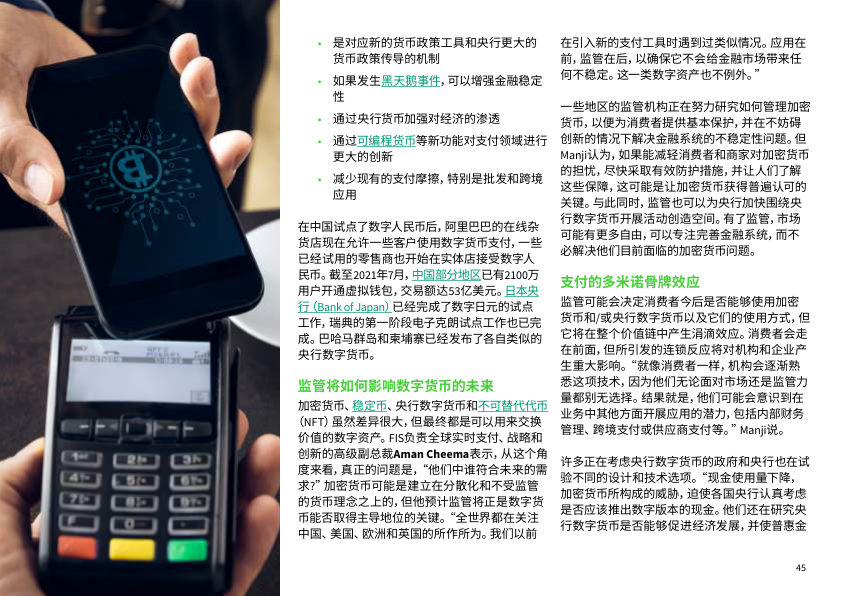 是对应新的货币政策工具和央行更大的
货币政策传导的机制
如果发生黑天鹅事件，可以增强金融稳定
性
通过央行货币加强对经济的渗透
通过可编程货币等新功能对支付领域进行
更大的创新
减少现有的支付摩擦，特别是批发和跨境
应用
在中国试点了数字人民币后，阿里巴巴的在线杂
货店现在允许一些客户使用数字货币支付，一些
已经试用的零售商也开始在实体店接受数字人
民币。截至2021年7月，中国部分地区已有2100万
用户开通虚拟钱包，交易额达53亿美元。日本央
行（Bank of Japan）已经完成了数字日元的试点
工作，瑞典的第一阶段电子克朗试点工作也已完
成。巴哈马群岛和柬埔寨已经发布了各自类似的
央行数字货币。
监管将如何影响数字货币的未来
加密货币、稳定币、央行数字货币和不可替代代币
（NFT）虽然差异很大，但最终都是可以用来交换
价值的数字资产。FIS负责全球实时支付、战略和
创新的高级副总裁Aman Cheema表示，从这个角
度来看，真正的问题是，“他们中谁符合未来的需
求？” 加密货币可能是建立在分散化和不受监管
的货币理念之上的，但他预计监管将正是数字货
币能否取得主导地位的关键。“全世界都在关注
中国、美国、欧洲和英国的所作所为。我们以前
在引入新的支付工具时遇到过类似情况。应用在
前，监管在后，以确保它不会给金融市场带来任
何不稳定。这一类数字资产也不例外。”
一些地区的监管机构正在努力研究如何管理加密
货币，以便为消费者提供基本保护，并在不妨碍
创新的情况下解决金融系统的不稳定性问题。但
Manji认为，如果能减轻消费者和商家对加密货币
的担忧，尽快采取有效防护措施，并让人们了解
这些保障，这可能是让加密货币获得普遍认可的
关键。与此同时，监管也可以为央行加快围绕央
行数字货币开展活动创造空间。有了监管，市场
可能有更多自由，可以专注完善金融系统，而不
必解决他们目前面临的加密货币问题。
支付的多米诺骨牌效应
监管可能会决定消费者今后是否能够使用加密
货币和/或央行数字货币以及它们的使用方式，但
它将在整个价值链中产生涓滴效应。消费者会走
在前面，但所引发的连锁反应将对机构和企业产
生重大影响。“就像消费者一样，机构会逐渐熟
悉这项技术，因为他们无论面对市场还是监管力
量都别无选择。结果就是，他们可能会意识到在
业务中其他方面开展应用的潜力，包括内部财务
管理、跨境支付或供应商支付等。” Manji说。
许多正在考虑央行数字货币的政府和央行也在试
验不同的设计和技术选项。“现金使用量下降，
加密货币所构成的威胁，迫使各国央行认真考虑
是否应该推出数字版本的现金。他们还在研究央
行数字货币是否能够促进经济发展，并使普惠金
45